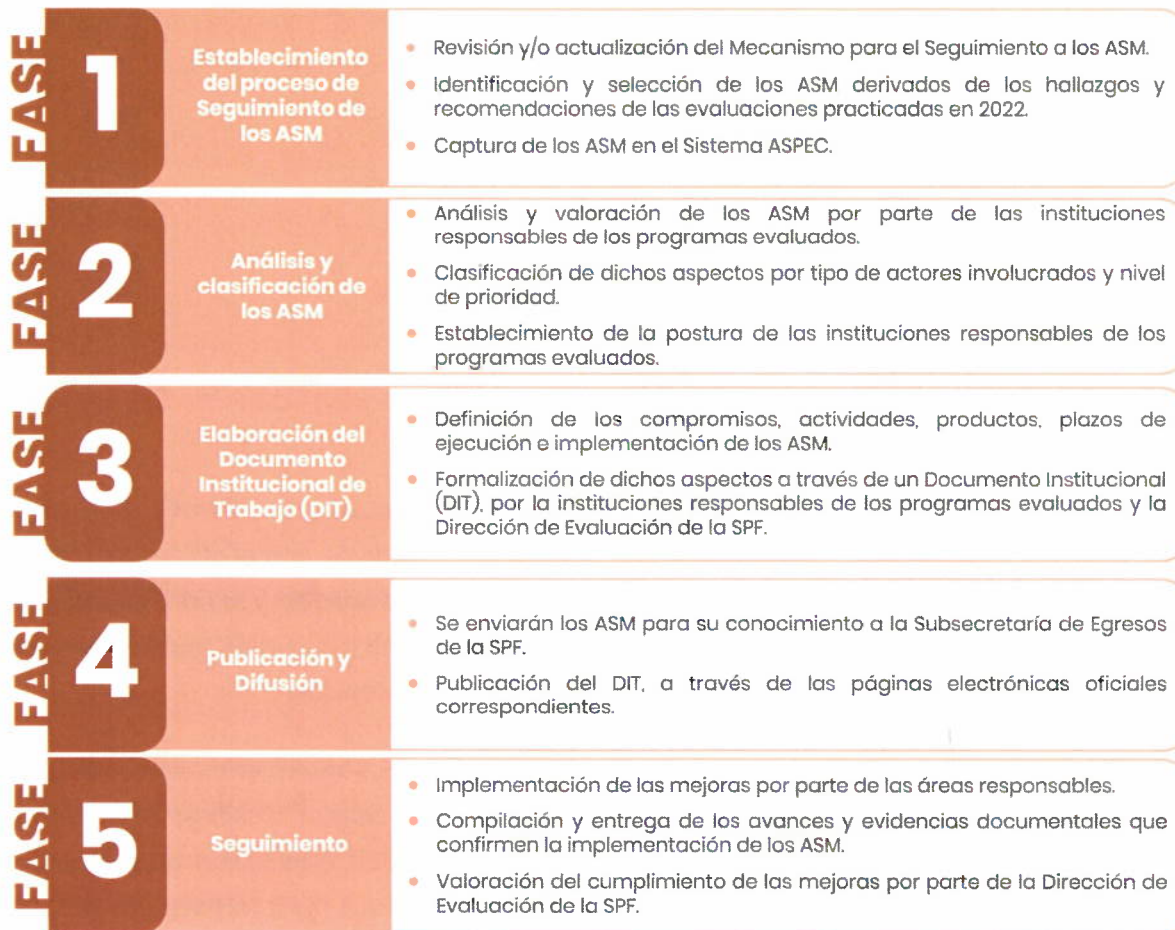 FASE
1
Establecimiento
del proceso de
Seguimiento de
los ASM
Revisión y/o actualización del Mecanismo para el Seguimiento a los ASM.
Identificación y selección de los ASM derivados de los hallazgos y
recomendaciones de las evaluaciones practicadas en 2022.
Captura de los ASM en el Sistema ASPEC.
FASE
2
Análisis y
clasificación de
los ASM
Análisis y valoración de los ASM por parte de las instituciones
responsables de los programas evaluados.
Clasificación de dichos aspectos por tipo de actores involucrados y nivel
de prioridad.
Establecimiento de la postura de las instituciones responsables de los
programas evaluados.
FASE
3
Elaboración del
Documento
Institucional de
Trabajo (DIT)
Definición de los compromisos, actividades, productos, plazos de
ejecución e implementación de los ASM.
Formalización de dichos aspectos a través de un Documento Institucional
(DIT), por la instituciones responsables de los programas evaluados y la
Dirección de Evaluación de la SPF.
FASE
4
Publicación y
Difusión
Se enviarán los ASM para su conocimiento a la Subsecretaría de Egresos
de la SPF.
Publicación del DIT, a través de las páginas electrónicas oficiales
correspondientes.
FASE
5
Seguimiento
Implementación de las mejoras por parte de las áreas responsables.
Compilación y entrega de los avances y evidencias documentales que
confirmen la implementación de los ASM.
Valoración del cumplimiento de las mejoras por parte de la Dirección de
Evaluación de la SPF.